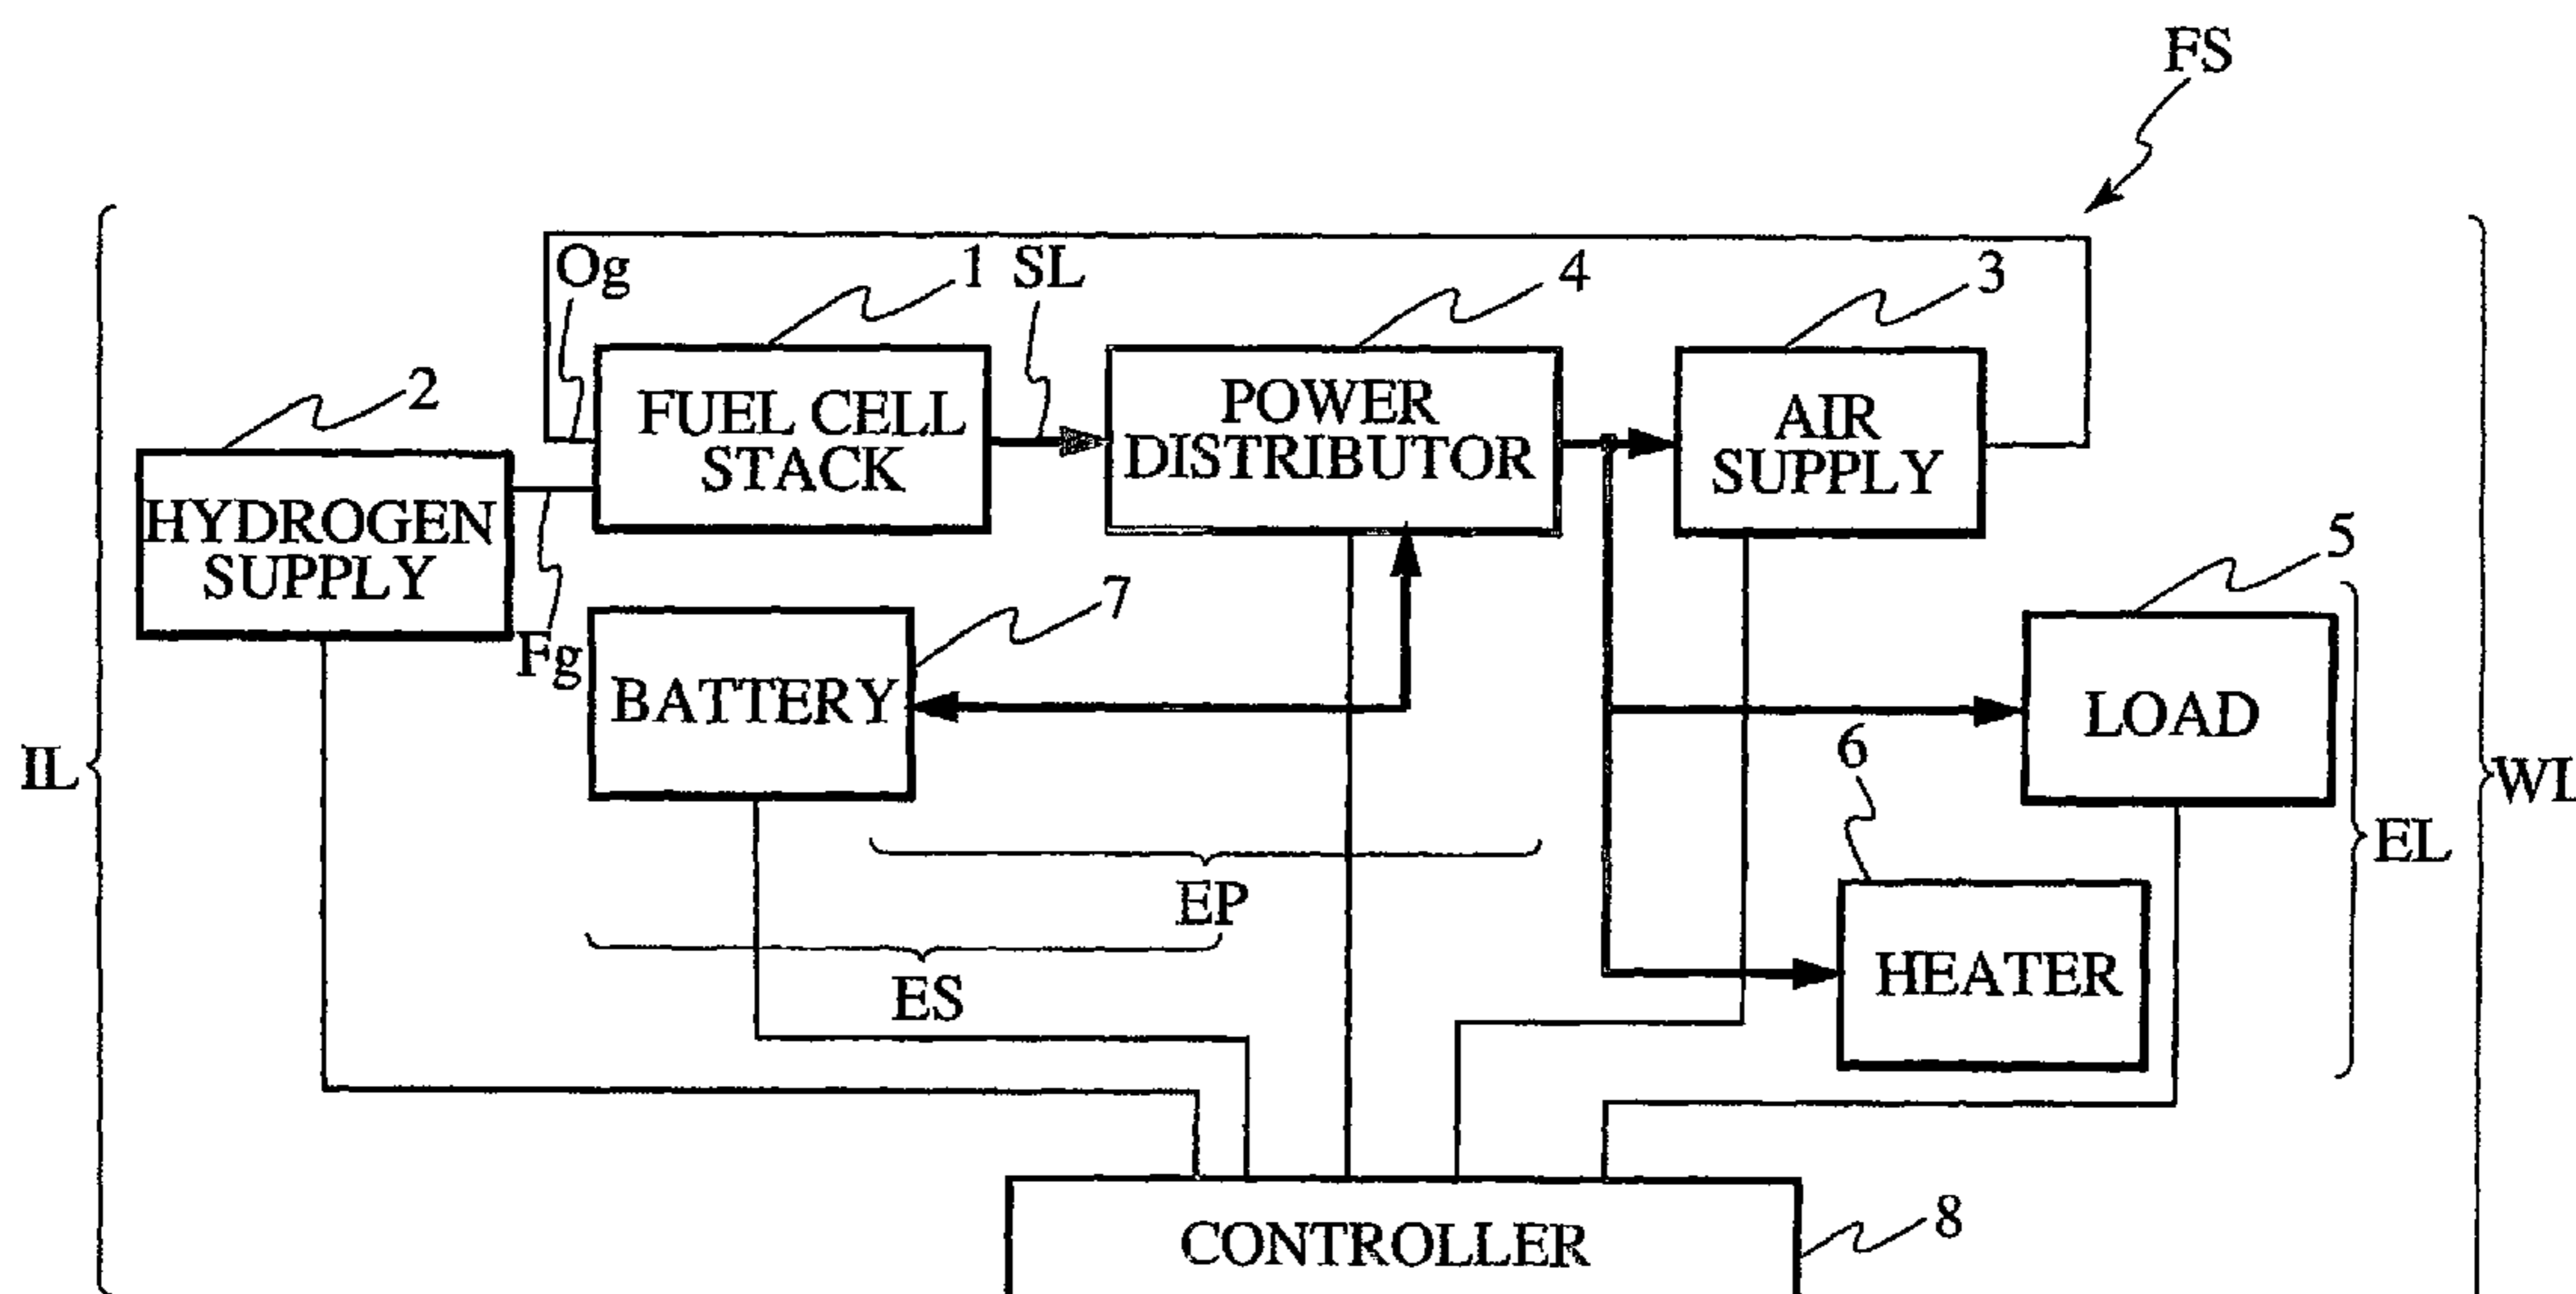 FS
Og
1
SL
4
3
2
FUEL CELL
STACK
POWER
DISTRIBUTOR
AIR
SUPPLY
HYDROGEN
SUPPLY
Fg
7
5
BATTERY
6
LOAD
IL
WL
EL
EP
ES
HEATER
CONTROLLER
8